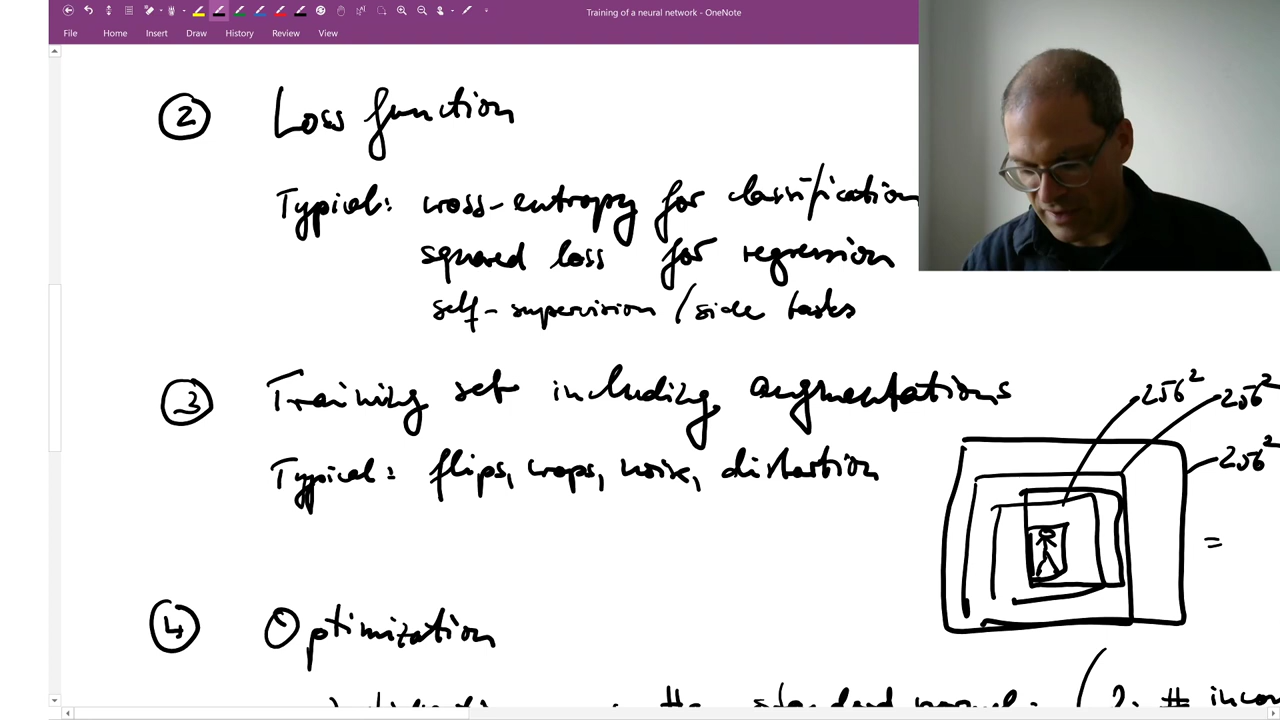 Training of a neural network - OneNote
File Home Insert Draw History Review View
2 Loss function
Typical: cross-entropy for classification
squared loss for regression
self-supervision / side tasks
3 Training set including augmentations
256² 256²
256²
Typical: flips, crops, noise, distortion
=
4 Optimization
standard normal